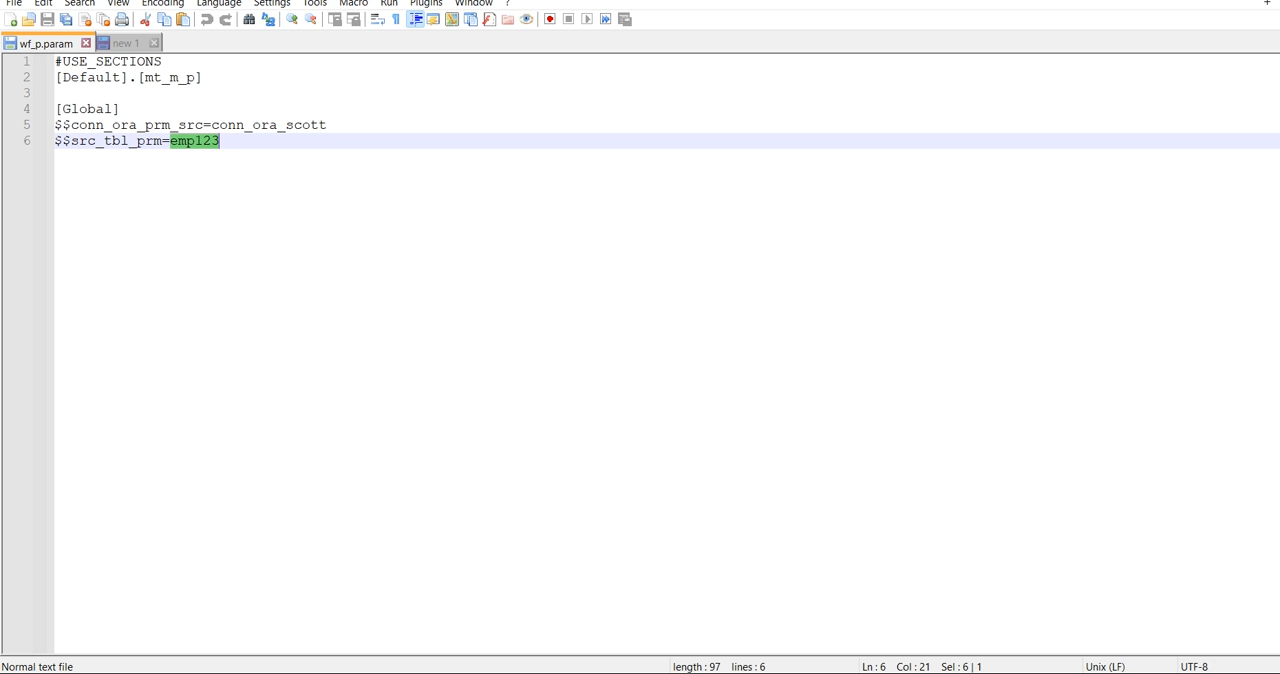 File Edit Search View Encoding Language Settings Tools Macro Run Plugins Window ?
wf_p.param new 1
1 #USE_SECTIONS
2 [Default].[mt_m_p]
3
4 [Global]
5 $$conn_ora_prm_src=conn_ora_scott
6 $$src_tbl_prm=emp123
Normal text file length : 97 lines : 6 Ln : 6 Col : 21 Sel : 6 | 1 Unix (LF) UTF-8